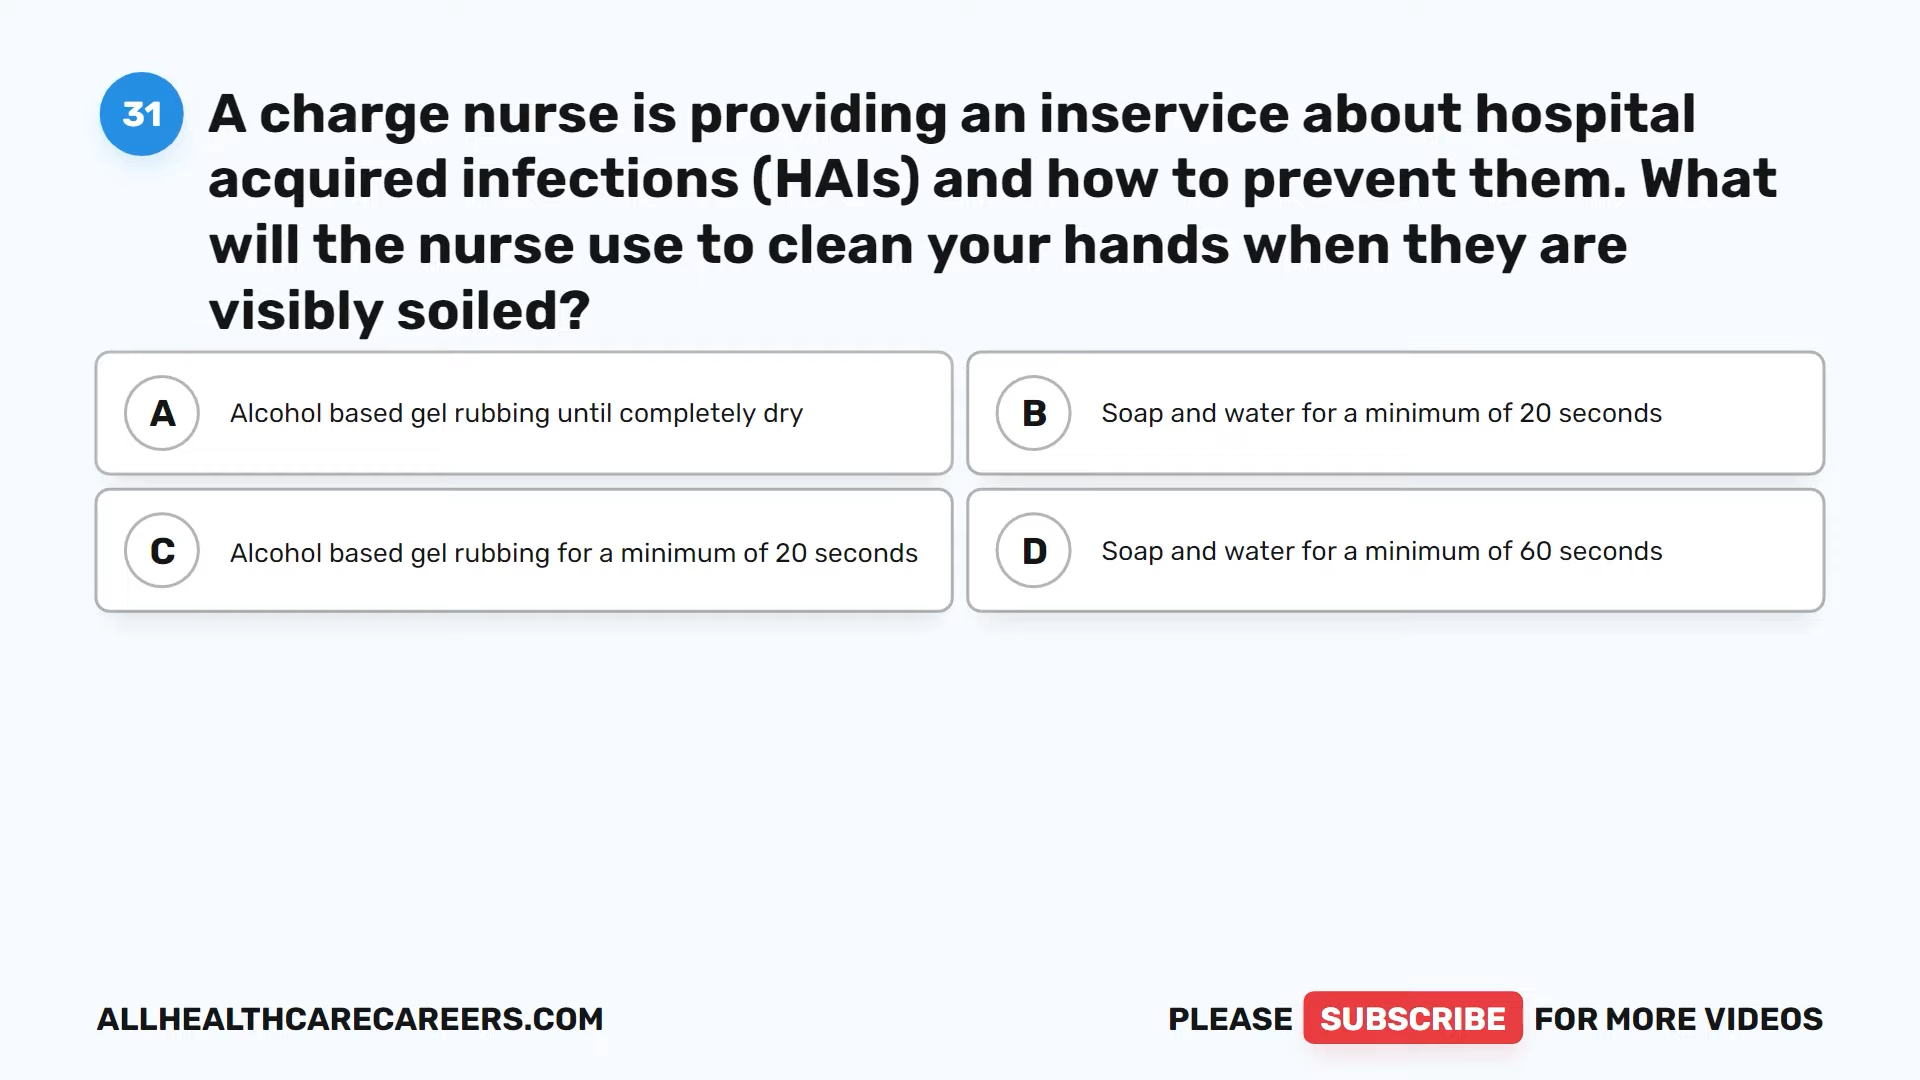 31
A charge nurse is providing an inservice about hospital
acquired infections (HAIs) and how to prevent them. What
will the nurse use to clean your hands when they are
visibly soiled?
A Alcohol based gel rubbing until completely dry
B Soap and water for a minimum of 20 seconds
C Alcohol based gel rubbing for a minimum of 20 seconds
D Soap and water for a minimum of 60 seconds
ALLHEALTHCARECAREERS.COM
PLEASE SUBSCRIBE FOR MORE VIDEOS